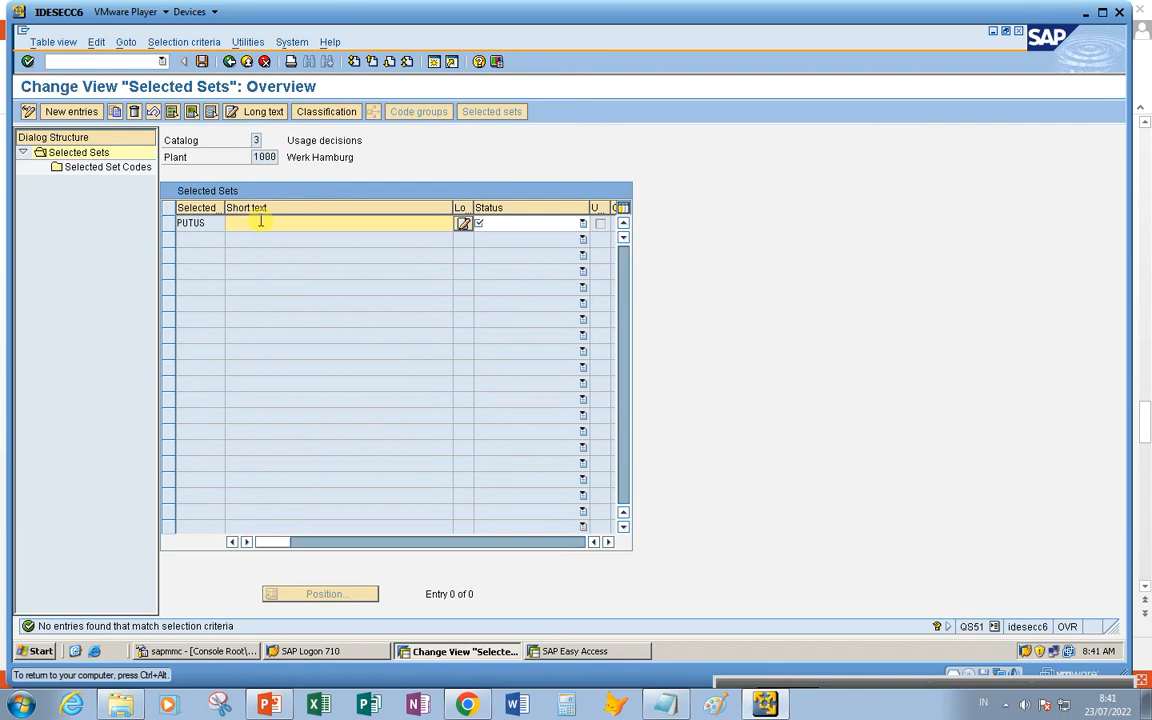 IDESECC6 VMware Player Devices
Table view Edit Goto Selection criteria Utilities System Help
SAP
Change View "Selected Sets": Overview
New entries Long text Classification Code groups Selected sets
Dialog Structure
Selected Sets
Selected Set Codes
Catalog 3 Usage decisions
Plant 1000 Werk Hamburg
Selected Sets
Selected... Short text Lo... Status U...
PUTUS
Position... Entry 0 of 0
No entries found that match selection criteria
QS51 idesecc6 OVR
Start sapmmc - [Console Root\... SAP Logon 710 Change View "Selecte... SAP Easy Access 8:41 AM
To return to your computer, press Ctrl+Alt.
vmware
IN 8:41
23/07/2022